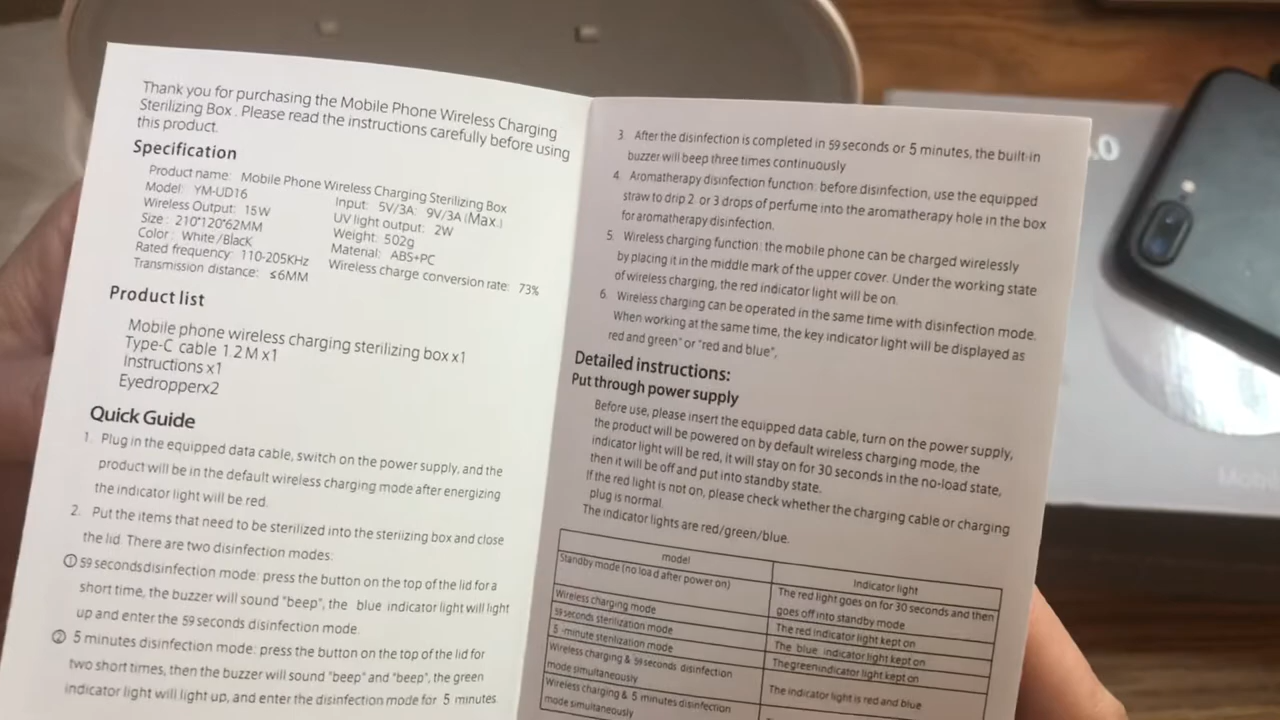 Thank you for purchasing the Mobile Phone Wireless Charging
Sterilizing Box . Please read the instructions carefully before using
this product.
Specification
Product name: Mobile Phone Wireless Charging Sterilizing Box
Model: YM-UD16
Input: 5V/3A; 9V/3A (Max.)
Wireless Output: 15W
UV light output: 2W
Size : 210*120*62MM
Weight: 502g
Color : White /Black
Material: ABS+PC
Rated frequency: 110-205KHz
Wireless charge conversion rate: 73%
Transmission distance: ≤6MM
Product list
Mobile phone wireless charging sterilizing box x1
Type-C cable 1 2 M x1
Instructions x1
Eyedropperx2
Quick Guide
1. Plug in the equipped data cable, switch on the power supply, and the
product will be in the default wireless charging mode after energizing
the indicator light will be red.
2. Put the items that need to be sterilized into the steriizing box and close
the lid. There are two disinfection modes:
① 59 seconds disinfection mode: press the button on the top of the lid for a
short time, the buzzer will sound "beep", the blue indicator light will light
up and enter the 59 seconds disinfection mode.
② 5 minutes disinfection mode: press the button on the top of the lid for
two short times, then the buzzer will sound "beep" and "beep", the green
indicator light will light up, and enter the disinfection mode for 5 minutes
3. After the disinfection is completed in 59 seconds or 5 minutes, the built-in
buzzer will beep three times continuously
4. Aromatherapy disinfection function: before disinfection, use the equipped
straw to drip 2 or 3 drops of perfume into the aromatherapy hole in the box
for aromatherapy disinfection.
5. Wireless charging function: the mobile phone can be charged wirelessly
by placing it in the middle mark of the upper cover. Under the working state
of wireless charging, the red indicator light will be on.
6. Wireless charging can be operated in the same time with disinfection mode.
When working at the same time, the key indicator light will be displayed as
red and green" or "red and blue",
Detailed instructions:
Put through power supply
Before use, please insert the equipped data cable, turn on the power supply,
the product will be powered on by default wireless charging mode, the
indicator light will be red, it will stay on for 30 seconds in the no-load state,
then it will be off and put into standby state.
If the red light is not on, please check whether the charging cable or charging
plug is normal.
The indicator lights are red/green/blue.
model
Indicator light
Standby mode (no load after power on)
The red light goes on for 30 seconds and then
goes off into standby mode
Wireless charging mode
The red indicator light kept on
59 seconds sterilization mode
The blue indicator light kept on
5 -minute sterilization mode
The green indicator light kept on
Wireless charging & 59 seconds disinfection
mode simultaneously
The indicator light is red and blue
Wireless charging & 5 minutes disinfection
mode simultaneously
.0